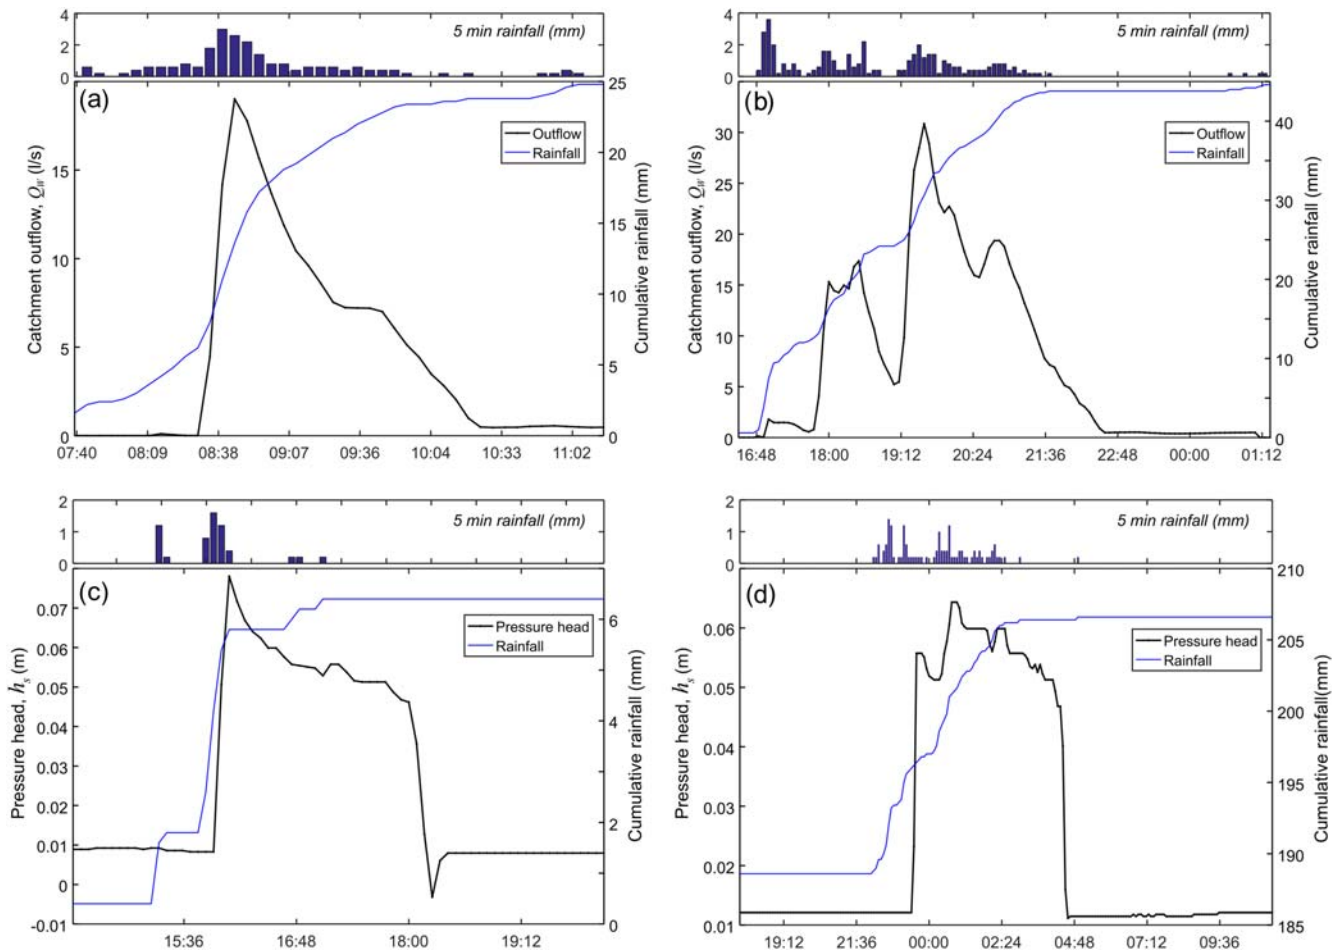 4
2
0
5 min rainfall (mm)
(a)
Outflow
Rainfall
15
10
5
0
Catchment outflow, Qw (l/s)
25
20
15
10
5
0
Cumulative rainfall (mm)
07:40 08:09 08:38 09:07 09:36 10:04 10:33 11:02
4
2
0
5 min rainfall (mm)
(b)
Outflow
Rainfall
30
25
20
15
10
5
0
Catchment outflow, Qw (l/s)
40
30
20
10
0
Cumulative rainfall (mm)
16:48 18:00 19:12 20:24 21:36 22:48 00:00 01:12
2
1
0
5 min rainfall (mm)
(c)
Pressure head
Rainfall
0.07
0.06
0.05
0.04
0.03
0.02
0.01
0
-0.01
Pressure head, hs (m)
6
4
2
0
Cumulative rainfall (mm)
15:36 16:48 18:00 19:12
2
1
0
5 min rainfall (mm)
(d)
Pressure head
Rainfall
0.06
0.05
0.04
0.03
0.02
0.01
Pressure head, hs (m)
210
205
200
195
190
185
Cumulative rainfall(mm)
19:12 21:36 00:00 02:24 04:48 07:12 09:36